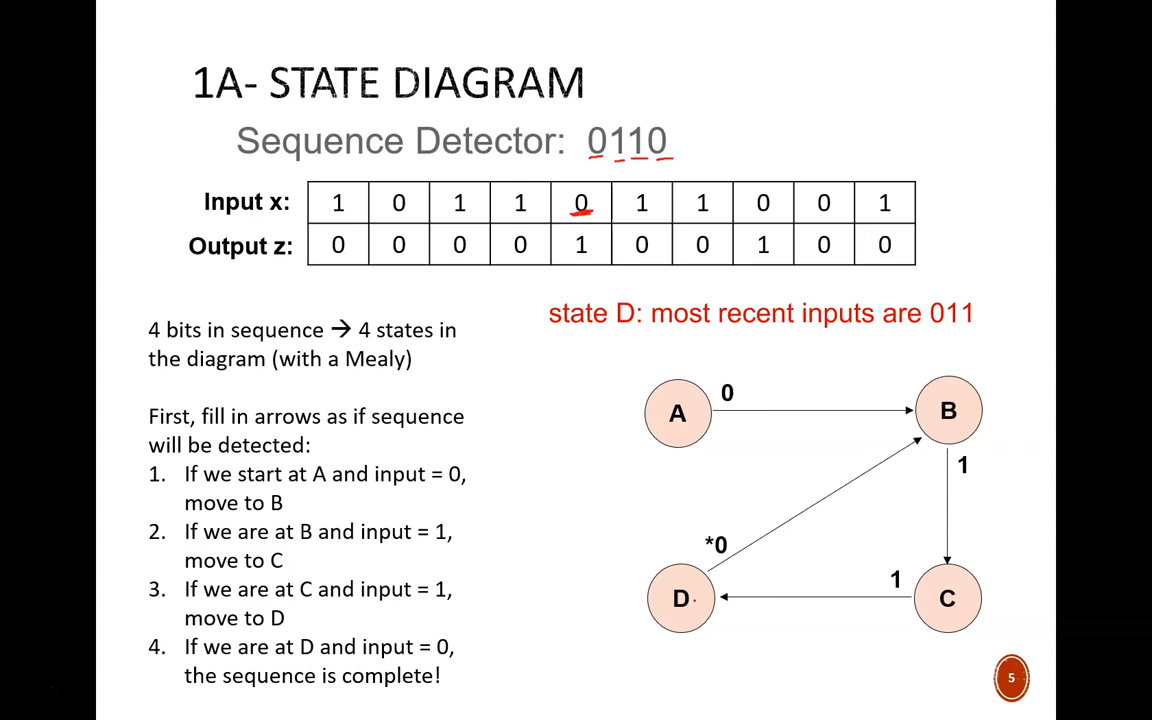 1A- STATE DIAGRAM
Sequence Detector: 0110
Input x: 1 0 1 1 0 1 1 0 0 1
Output z: 0 0 0 0 1 0 0 1 0 0
state D: most recent inputs are 011
4 bits in sequence → 4 states in
the diagram (with a Mealy)
First, fill in arrows as if sequence
will be detected:
1. If we start at A and input = 0,
move to B
2. If we are at B and input = 1,
move to C
3. If we are at C and input = 1,
move to D
4. If we are at D and input = 0,
the sequence is complete!
A 0 B
1
*0
D 1 C
5